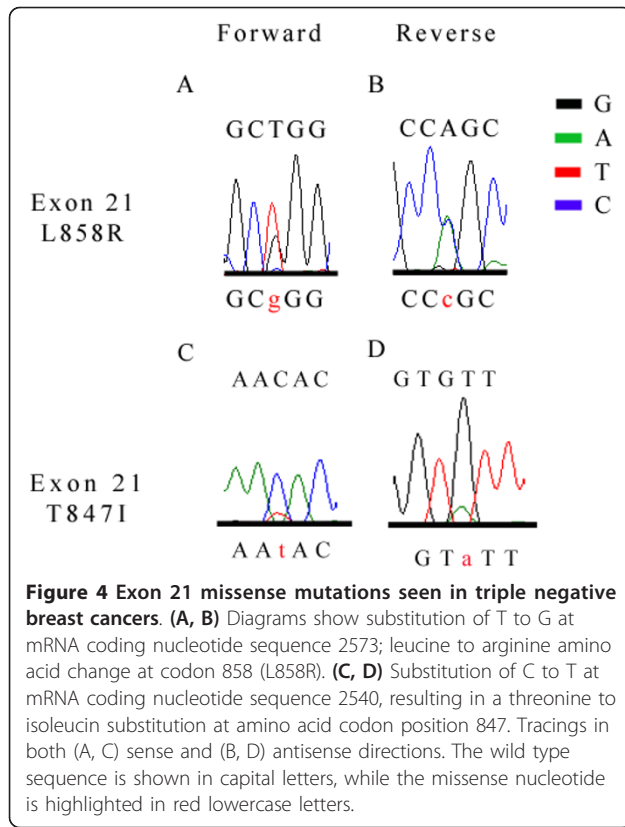 Forward Reverse
A B
GCTGG CCAGC
G
A
T
C
Exon 21
L858R
GCgGG CCcGC
C D
AACAC GTGTT
Exon 21
T847I
AAtAC GTaTT
Figure 4 Exon 21 missense mutations seen in triple negative
breast cancers. (A, B) Diagrams show substitution of T to G at
mRNA coding nucleotide sequence 2573; leucine to arginine amino
acid change at codon 858 (L858R). (C, D) Substitution of C to T at
mRNA coding nucleotide sequence 2540, resulting in a threonine to
isoleucin substitution at amino acid codon position 847. Tracings in
both (A, C) sense and (B, D) antisense directions. The wild type
sequence is shown in capital letters, while the missense nucleotide
is highlighted in red lowercase letters.